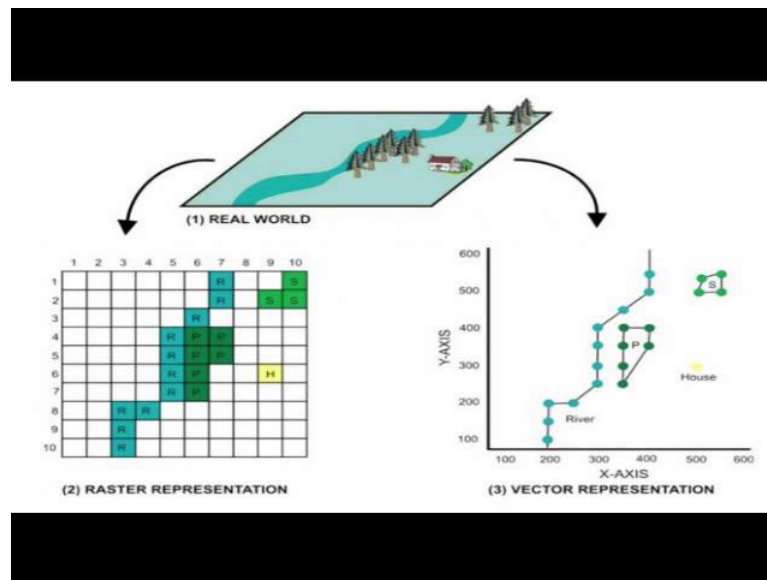 (1) REAL WORLD
1 2 3 4 5 6 7 8 9 10
1 R S
2 R S S
3 R
4 R P P
5 R P P
6 R P H
7 R P
8 R R
9 R
10 R
(2) RASTER REPRESENTATION
600
500
400
300
200
100
Y-AXIS
S
P
House
River
100 200 300 400 500 600
X-AXIS
(3) VECTOR REPRESENTATION